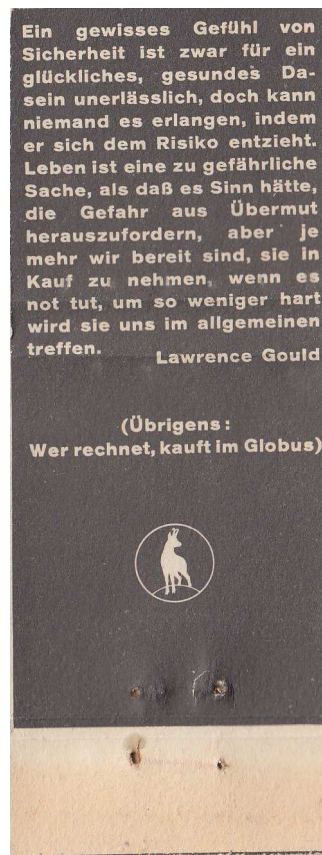 Ein gewisses Gefühl von
Sicherheit ist zwar für ein
glückliches, gesundes Da-
sein unerlässlich, doch kann
niemand es erlangen, indem
er sich dem Risiko entzieht.
Leben ist eine zu gefährliche
Sache, als daß es Sinn hätte,
die Gefahr aus Übermut
herauszufordern, aber je
mehr wir bereit sind, sie in
Kauf zu nehmen, wenn es
not tut, um so weniger hart
wird sie uns im allgemeinen
treffen.
Lawrence Gould
(Übrigens:
Wer rechnet, kauft im Globus)